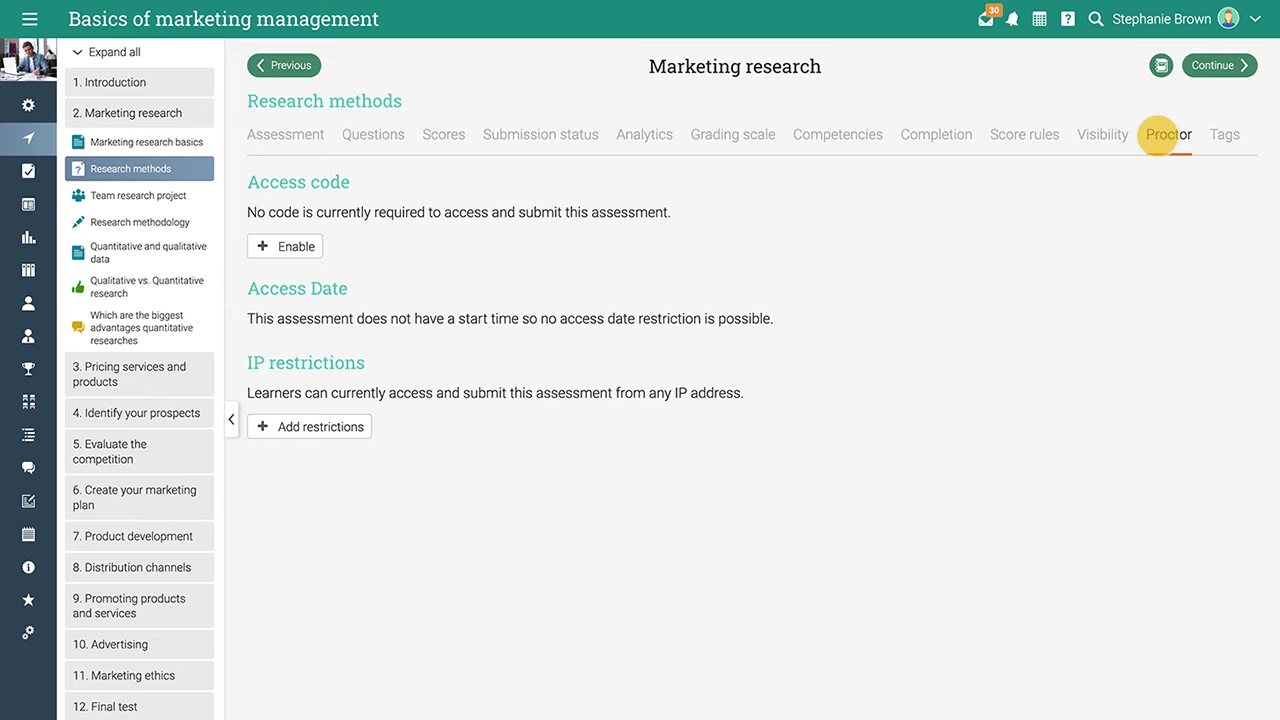 Basics of marketing management
30
Stephanie Brown
Expand all
1. Introduction
2. Marketing research
Marketing research basics
Research methods
Team research project
Research methodology
Quantitative and qualitative
data
Qualitative vs. Quantitative
research
Which are the biggest
advantages quantitative
researches
3. Pricing services and
products
4. Identify your prospects
5. Evaluate the
competition
6. Create your marketing
plan
7. Product development
8. Distribution channels
9. Promoting products
and services
10. Advertising
11. Marketing ethics
12. Final test
Previous
Marketing research
Continue
Research methods
Assessment Questions Scores Submission status Analytics Grading scale Competencies Completion Score rules Visibility Proctor Tags
Access code
No code is currently required to access and submit this assessment.
+ Enable
Access Date
This assessment does not have a start time so no access date restriction is possible.
IP restrictions
Learners can currently access and submit this assessment from any IP address.
+ Add restrictions